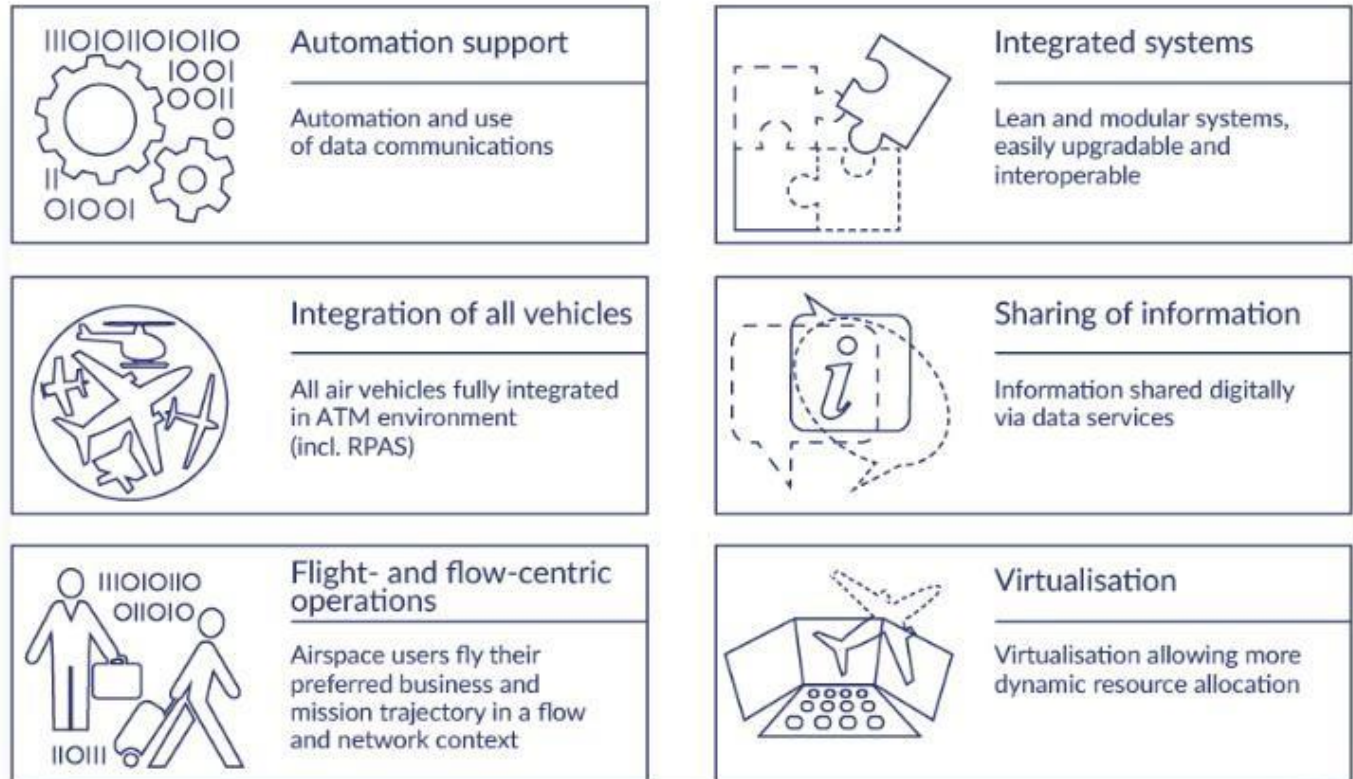 IIIOIOIIOIOIIO
IOOI
OOII
O
II
OIOOI
Automation support
Automation and use
of data communications
Integrated systems
Lean and modular systems,
easily upgradable and
interoperable
Integration of all vehicles
All air vehicles fully integrated
in ATM environment
(incl. RPAS)
i
Sharing of information
Information shared digitally
via data services
IIIOIOIIO
OIIOIO
IIOIII
Flight- and flow-centric
operations
Airspace users fly their
preferred business and
mission trajectory in a flow
and network context
Virtualisation
Virtualisation allowing more
dynamic resource allocation